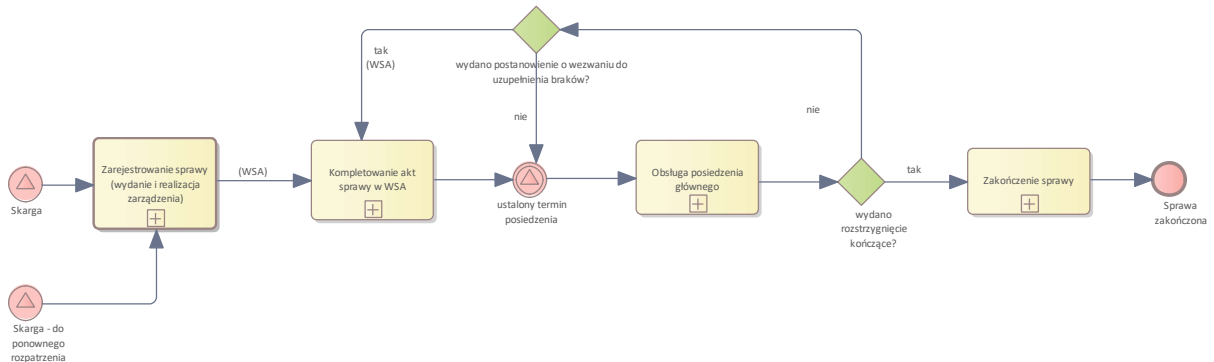 tak
(WSA)
wydano postanowienie o wezwaniu do
uzupełnienia braków?
nie
nie
Skarga
Zarejestrowanie sprawy
(wydanie i realizacja
zarządzenia)
(WSA)
Kompletowanie akt
sprawy w WSA
ustalony termin
posiedzenia
Obsługa posiedzenia
głównego
wydano
rozstrzygnięcie
kończące?
tak
Zakończenie sprawy
Sprawa
zakończona
Skarga - do
ponownego
rozpatrzenia